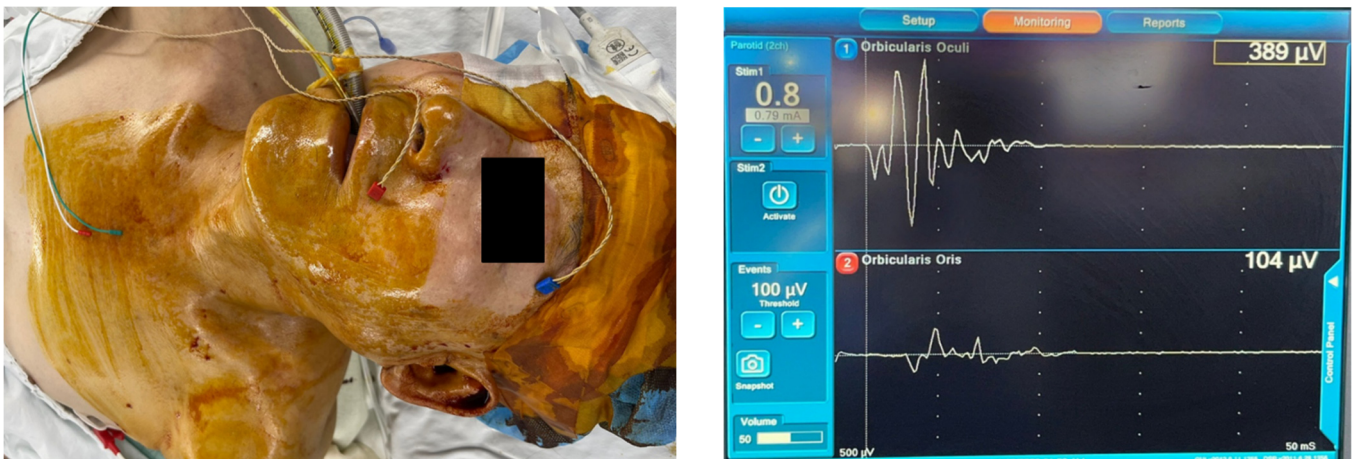 Setup
Monitoring
Reports
Parotid (2ch)
1 Orbicularis Oculi
389 µV
Stim1
0.8
0.79 mA
- +
Stim2
Activate
2 Orbicularis Oris
104 µV
Events
100 µV
Threshold
- +
Snapshot
Volume
50
Control Panel
500 µV
50 mS